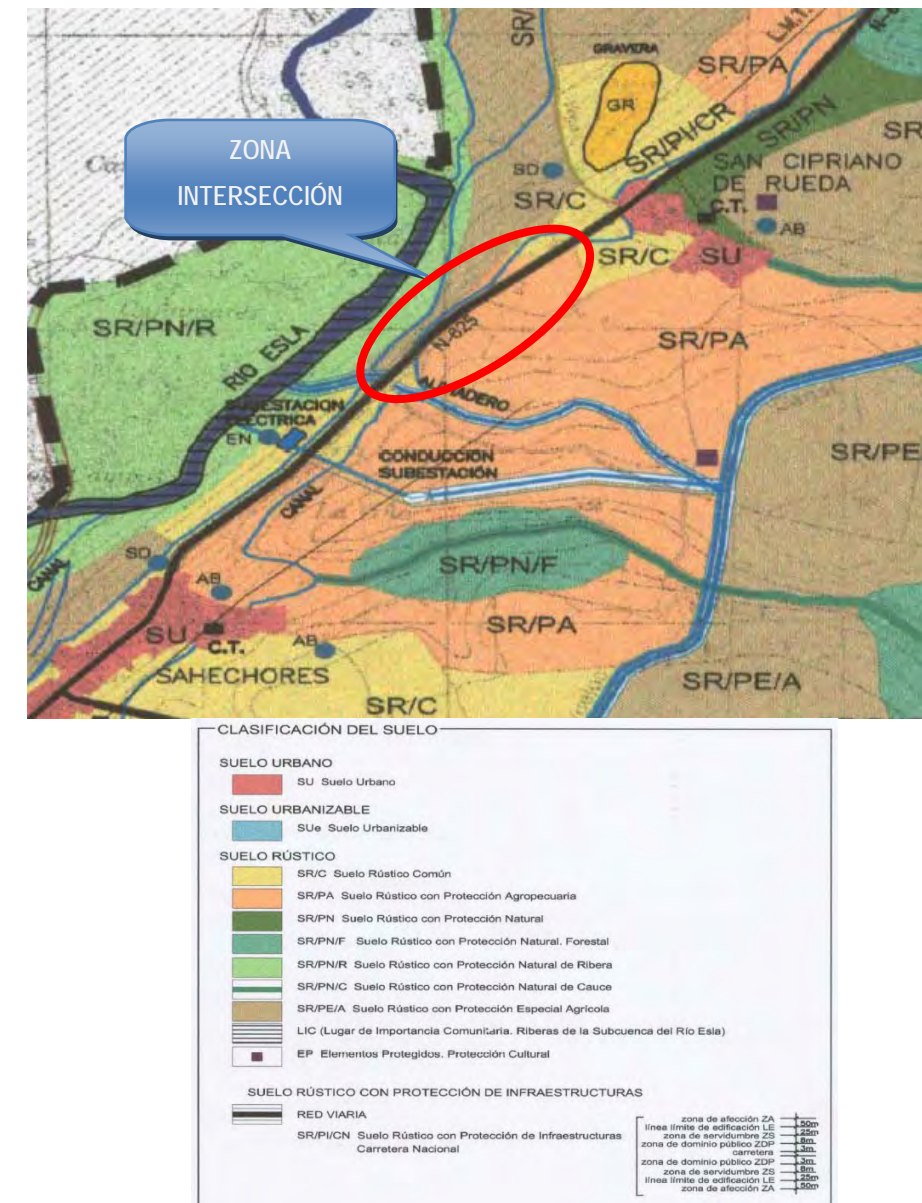 SR/
N-6
GRAVERA
L.M.T.
SR/PA
GR
SR/PI/CR
SR/PN
SR
ZONA
INTERSECCIÓN
SD
SAN CIPRIANO
DE RUEDA
SR/C
C.T.
AB
SR/C
SU
SR/PN/R
RIO ESLA
N-625
SR/PA
ALIVIADERO
SUBESTACION
ELÉCTRICA
EN
CONDUCCIÓN
SUBESTACIÓN
SR/PE
CANAL
SD
SR/PN/F
CANAL
AB
SU
C.T.
AB
SR/PA
SAHECHORES
SR/PE/A
SR/C
CLASIFICACIÓN DEL SUELO
SUELO URBANO
SU Suelo Urbano
SUELO URBANIZABLE
SUe Suelo Urbanizable
SUELO RÚSTICO
SR/C Suelo Rústico Común
SR/PA Suelo Rústico con Protección Agropecuaria
SR/PN Suelo Rústico con Protección Natural
SR/PN/F Suelo Rústico con Protección Natural. Forestal
SR/PN/R Suelo Rústico con Protección Natural de Ribera
SR/PN/C Suelo Rústico con Protección Natural de Cauce
SR/PE/A Suelo Rústico con Protección Especial Agrícola
LIC (Lugar de Importancia Comunitaria. Riberas de la Subcuenca del Río Esla)
EP Elementos Protegidos. Protección Cultural
SUELO RÚSTICO CON PROTECCIÓN DE INFRAESTRUCTURAS
RED VIARIA
SR/PI/CN Suelo Rústico con Protección de Infraestructuras
Carretera Nacional
zona de afección ZA 50m
línea límite de edificación LE 25m
zona de servidumbre ZS 8m.
zona de dominio público ZDP 3m.
carretera
zona de dominio público ZDP 3m.
zona de servidumbre ZS 8m.
línea límite de edificación LE 25m
zona de afección ZA 50m